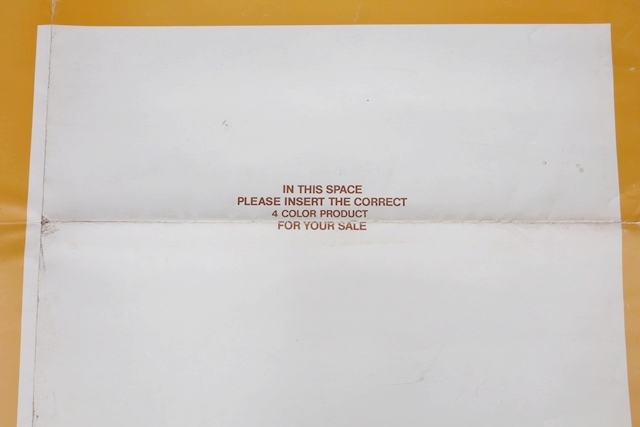 IN THIS SPACE
PLEASE INSERT THE CORRECT
4 COLOR PRODUCT
FOR YOUR SALE